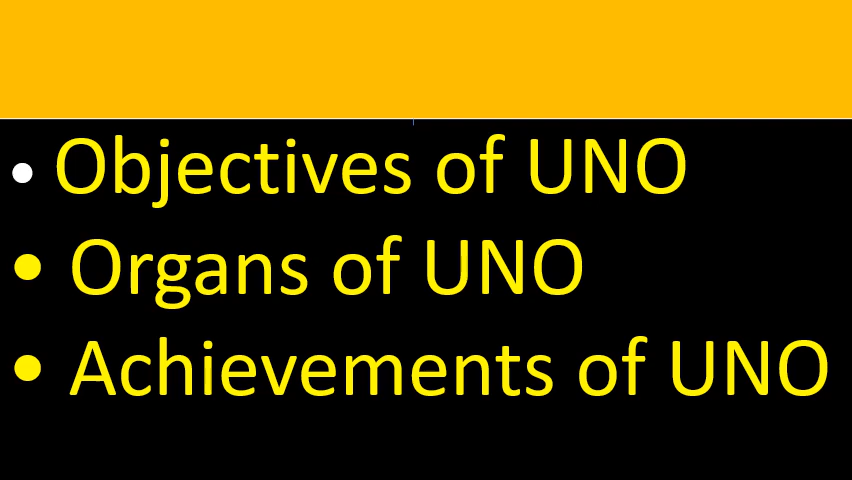 • Objectives of UNO
• Organs of UNO
• Achievements of UNO